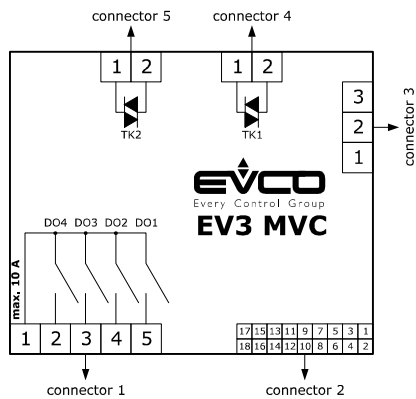 connector 5
connector 4
1 2
1 2
TK2
TK1
3
2
1
connector 3
EVCO
Every Control Group
EV3 MVC
DO4 DO3 DO2 DO1
max. 10 A
1 2 3 4 5
17 15 13 11 9 7 5 3 1
18 16 14 12 10 8 6 4 2
connector 1
connector 2